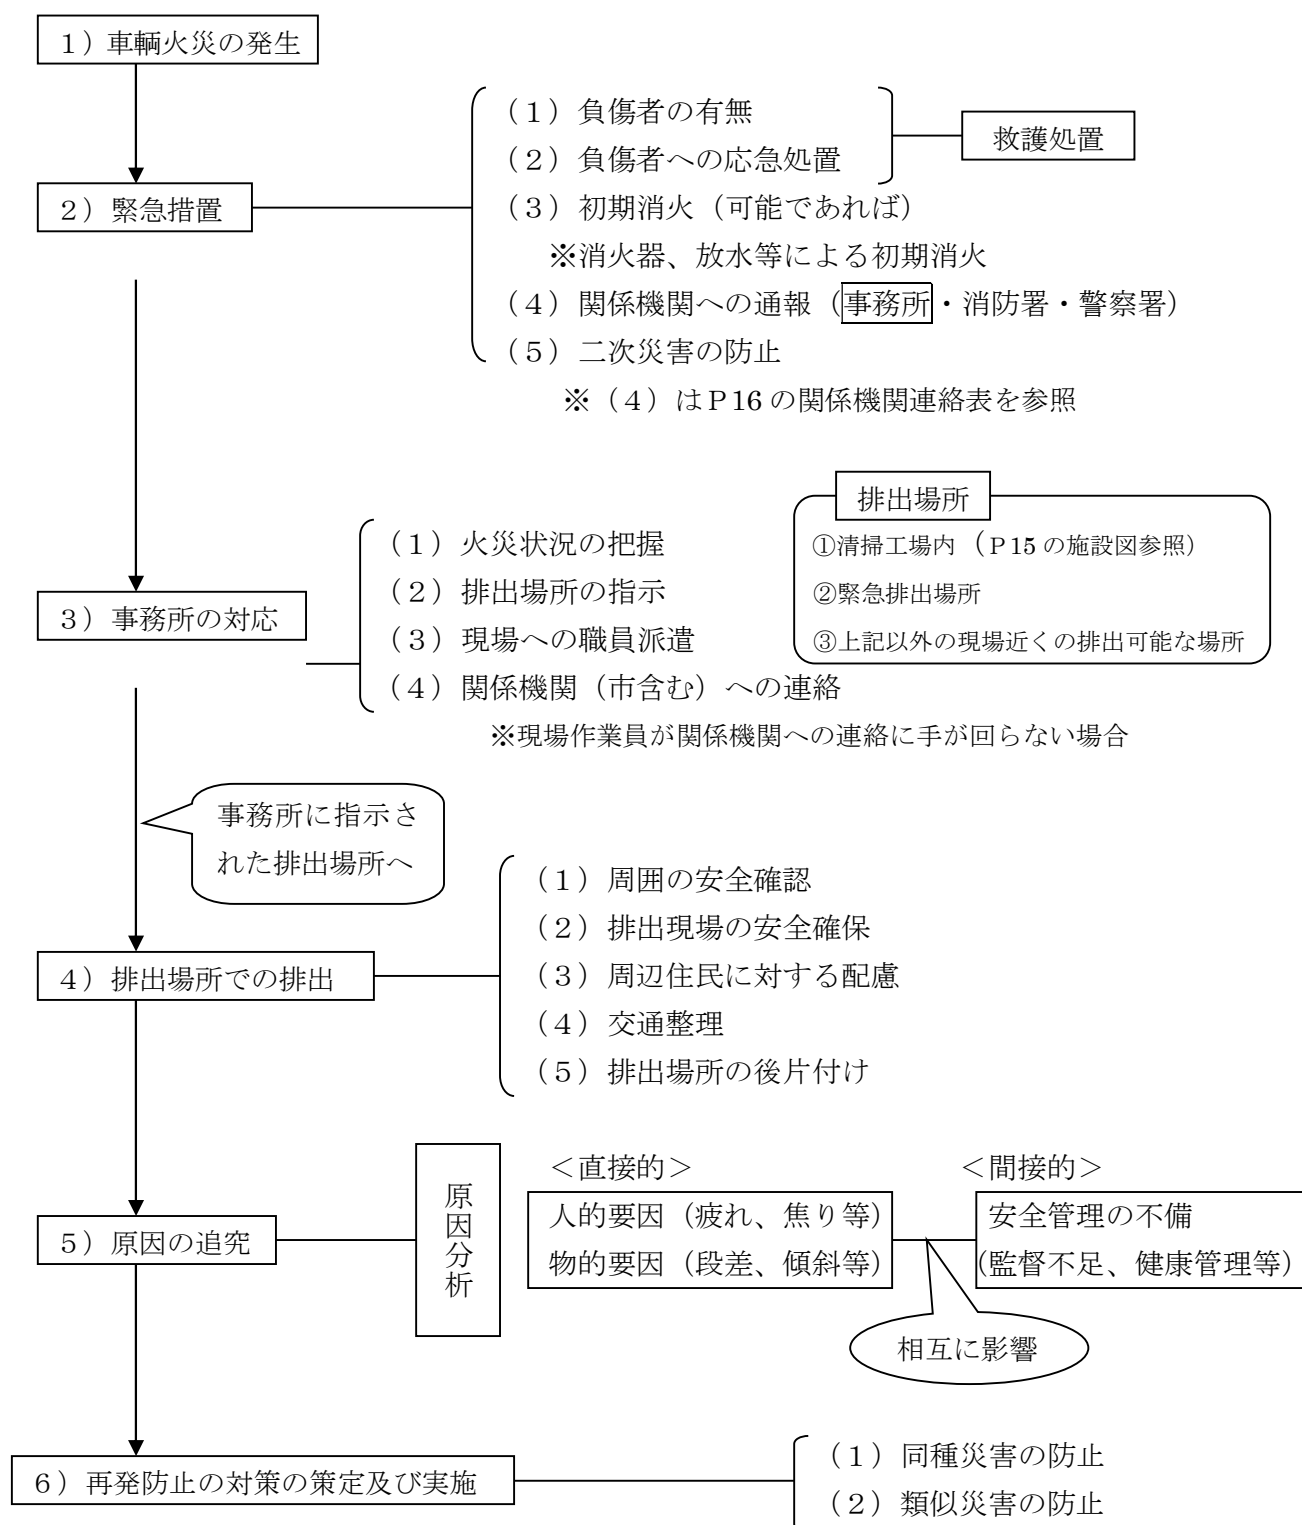 １）車輌火災の発生
（１）負傷者の有無
（２）負傷者への応急処置
救護処置
２）緊急措置
（３）初期消火（可能であれば）
※消火器、放水等による初期消火
（４）関係機関への通報（事務所・消防署・警察署）
（５）二次災害の防止
※（４）はＰ16の関係機関連絡表を参照
排出場所
①清掃工場内（Ｐ15の施設図参照）
②緊急排出場所
③上記以外の現場近くの排出可能な場所
３）事務所の対応
（１）火災状況の把握
（２）排出場所の指示
（３）現場への職員派遣
（４）関係機関（市含む）への連絡
※現場作業員が関係機関への連絡に手が回らない場合
事務所に指示さ
れた排出場所へ
４）排出場所での排出
（１）周囲の安全確認
（２）排出現場の安全確保
（３）周辺住民に対する配慮
（４）交通整理
（５）排出場所の後片付け
５）原因の追究
原因分析
＜直接的＞
人的要因（疲れ、焦り等）
物的要因（段差、傾斜等）
＜間接的＞
安全管理の不備
(監督不足、健康管理等）
相互に影響
６）再発防止の対策の策定及び実施
（１）同種災害の防止
（２）類似災害の防止